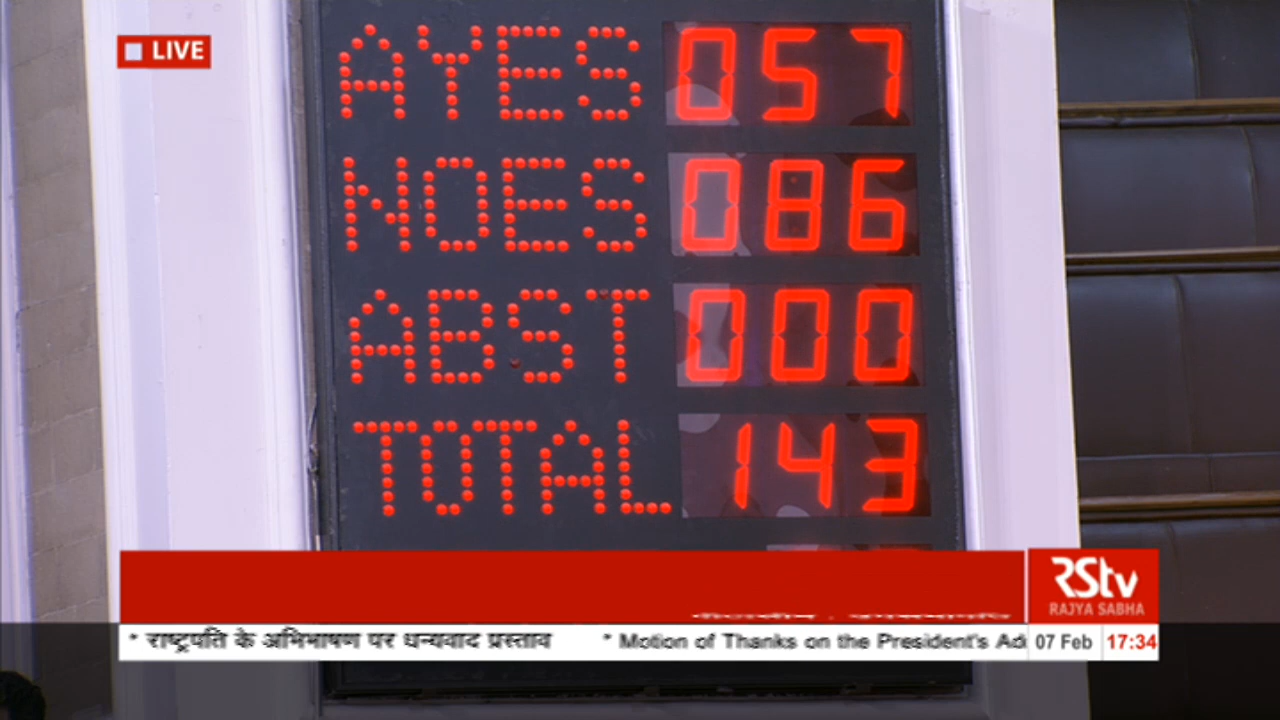 LIVE
AYES 057
NOES 086
ABST 000
TOTAL 143
RStv
RAJYA SABHA
* राष्ट्रपति के अभिभाषण पर धन्यवाद प्रस्ताव * Motion of Thanks on the President's 07 Feb 17:34